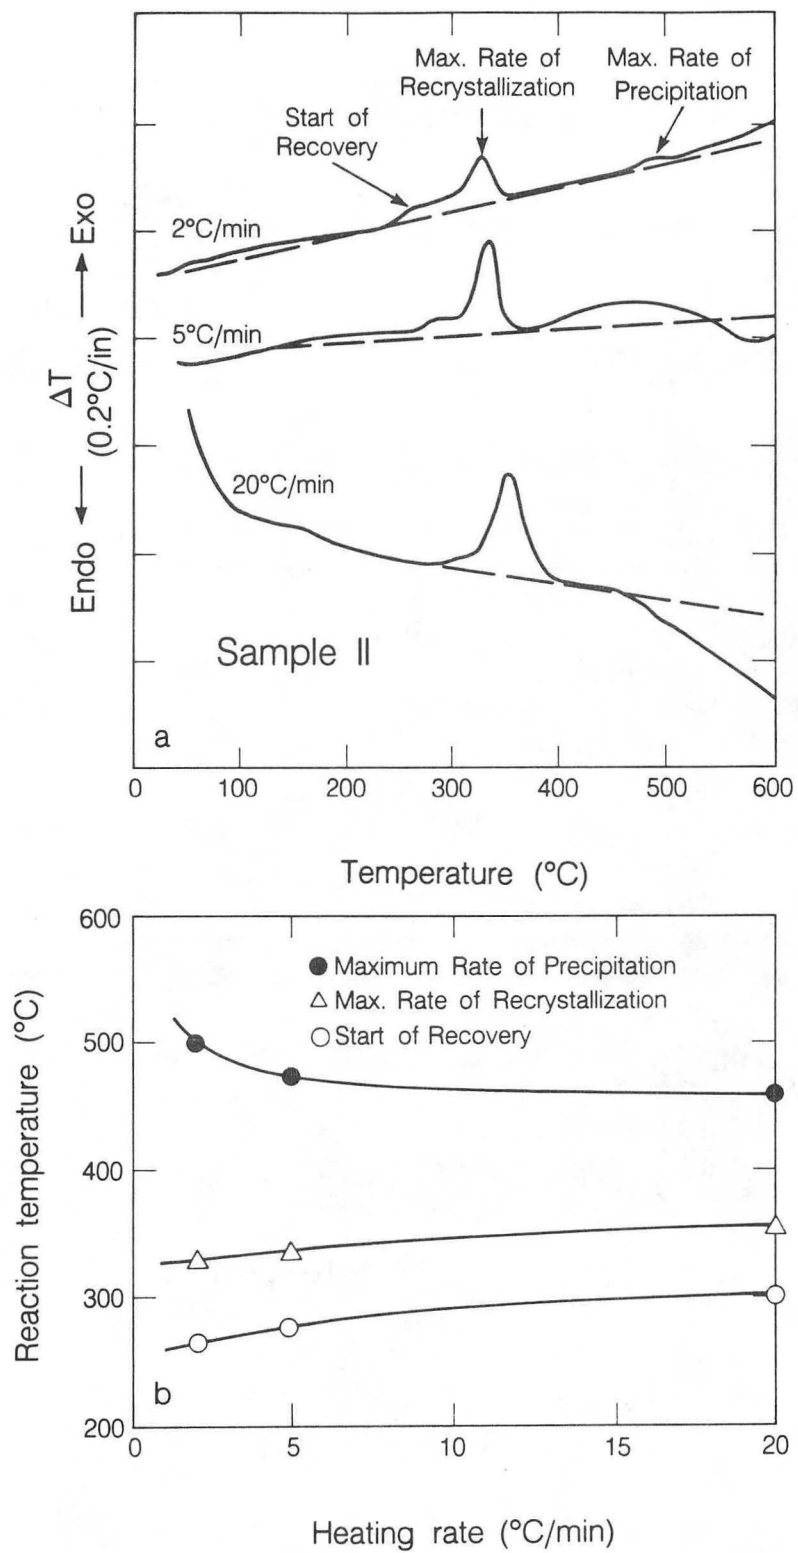 Max. Rate of
Recrystallization
Max. Rate of
Precipitation
Start of
Recovery
2°C/min
5°C/min
20°C/min
Endo ← ΔT → Exo
(0.2°C/in)
Sample II
a
0 100 200 300 400 500 600
Temperature (°C)
600
500
400
300
200
Reaction temperature (°C)
Maximum Rate of Precipitation
Max. Rate of Recrystallization
Start of Recovery
b
0 5 10 15 20
Heating rate (°C/min)